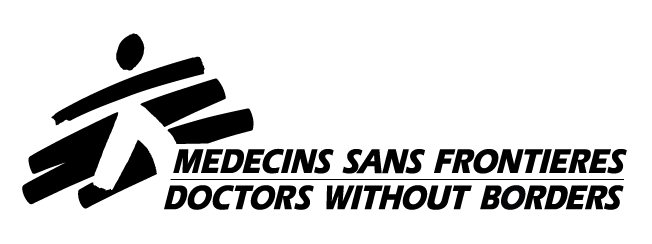 MEDECINS SANS FRONTIERES
DOCTORS WITHOUT BORDERS